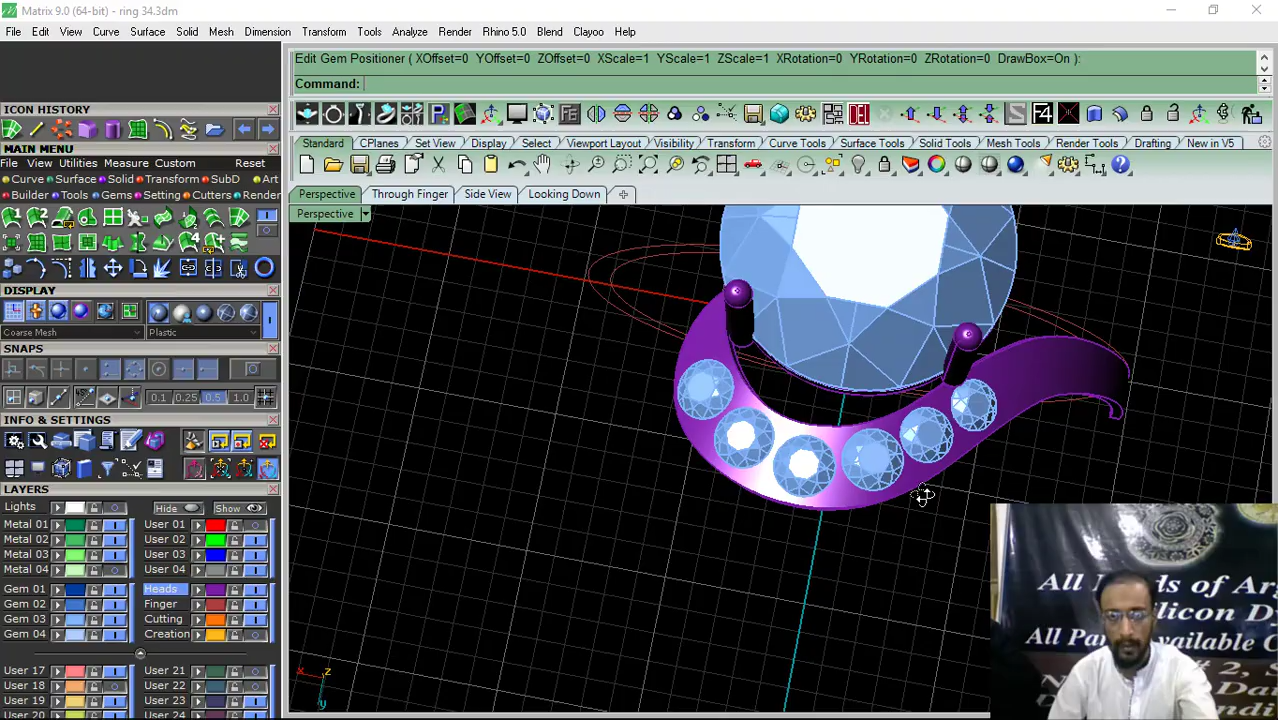 Matrix 9.0 (64-bit) - ring 34.3dm
File Edit View Curve Surface Solid Mesh Dimension Transform Tools Analyze Render Rhino 5.0 Blend Clayoo Help
Edit Gem Positioner ( XOffset=0 YOffset=0 ZOffset=0 XScale=1 YScale=1 ZScale=1 XRotation=0 YRotation=0 ZRotation=0 DrawBox=On ):
Command:
ICON HISTORY
MAIN MENU
File View Utilities Measure Custom Reset
Curve Surface Solid Transform SubD Art
Builder Tools Gems Setting Cutters Render
DISPLAY
Coarse Mesh Plastic
SNAPS
0.1 0.25 0.5 1.0
INFO & SETTINGS
LAYERS
Lights Hide Show
Metal 01 User 01
Metal 02 User 02
Metal 03 User 03
Metal 04 User 04
Gem 01 Heads
Gem 02 Finger
Gem 03 Cutting
Gem 04 Creation
User 17 User 21
User 18 User 22
User 19 User 23
User 20 User 24
F4
Standard CPlanes Set View Display Select Viewport Layout Visibility Transform Curve Tools Surface Tools Solid Tools Mesh Tools Render Tools Drafting New in V5
Perspective Through Finger Side View Looking Down
Perspective
x z y
All
of Ar
ilicon D
All Pa
vailable C
# 2, S